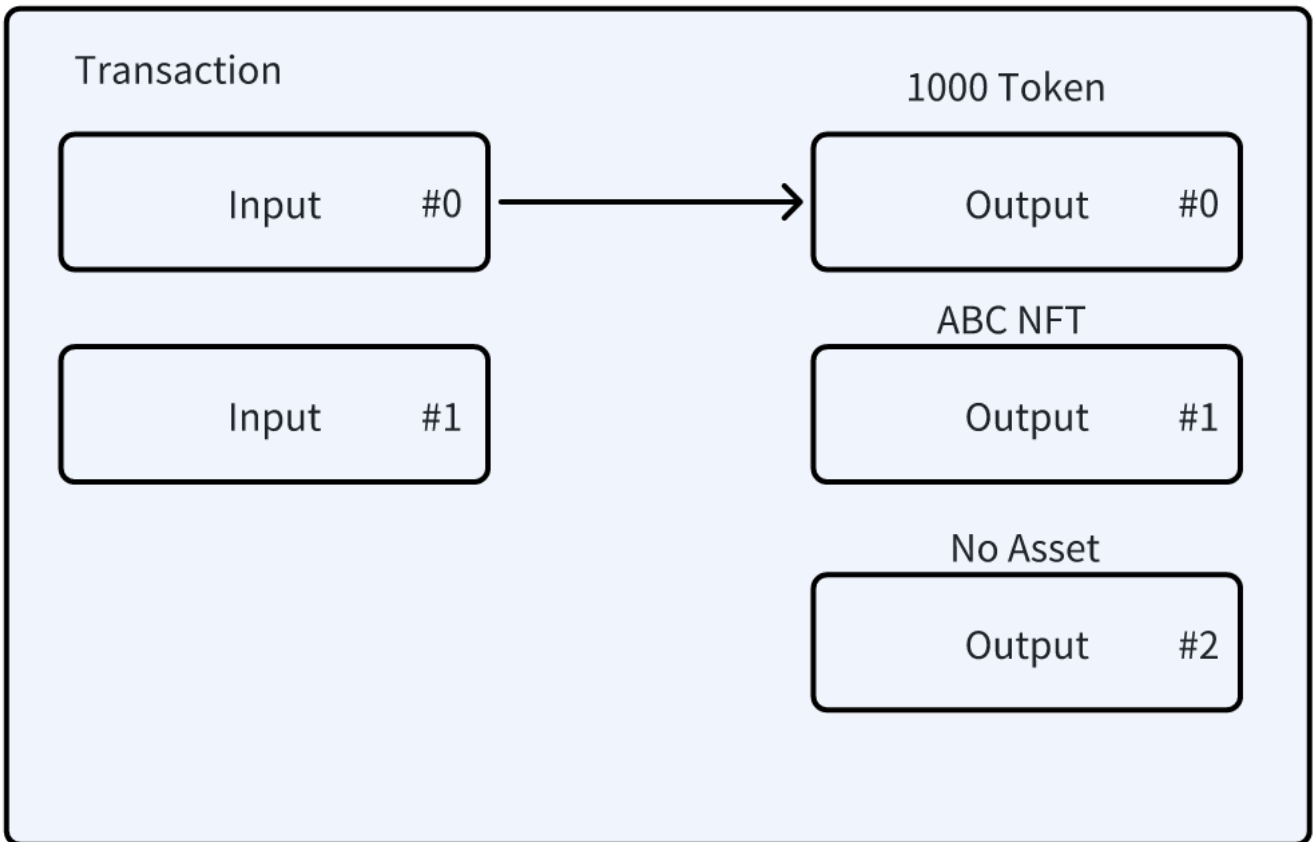 Transaction
1000 Token
Input #0
Output #0
ABC NFT
Input #1
Output #1
No Asset
Output #2